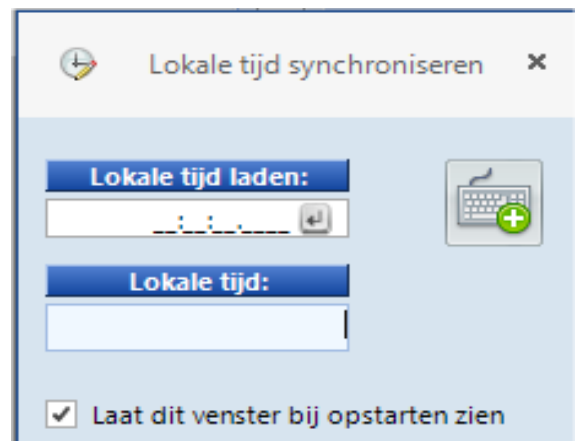 Lokale tijd synchroniseren
Lokale tijd laden:
__:__:__.____
Lokale tijd:
Laat dit venster bij opstarten zien